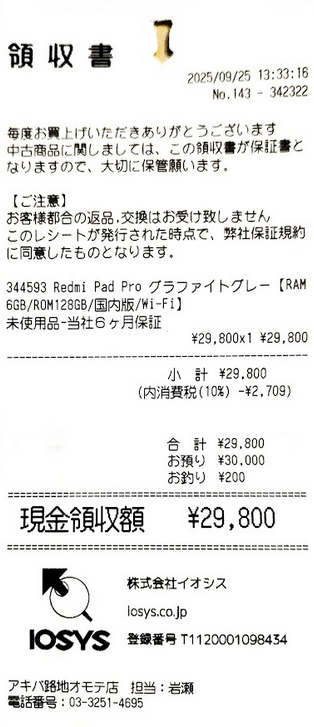 領収書
2025/09/25 13:33:16
No.143 - 342322
毎度お買上げいただきありがとうございます
中古商品に関しましては、この領収書が保証書と
なりますので、大切に保管願います。
【ご注意】
お客様都合の返品.交換はお受け致しません
このレシートが発行された時点で、弊社保証規約
に同意したものとなります。
344593 Redmi Pad Pro グラファイトグレー【RAM
6GB/ROM128GB/国内版/Wi-Fi】
未使用品-当社6ヶ月保証
¥29,800x1 ¥29,800
小 計 ¥29,800
(内消費税(10%) -¥2,709)
合 計 ¥29,800
お預り ¥30,000
お釣り ¥200
現金領収額 ¥29,800
株式会社イオシス
iosys.co.jp
IOSYS 登録番号 T1120001098434
アキバ路地オモテ店 担当:岩瀬
電話番号:03-3251-4695